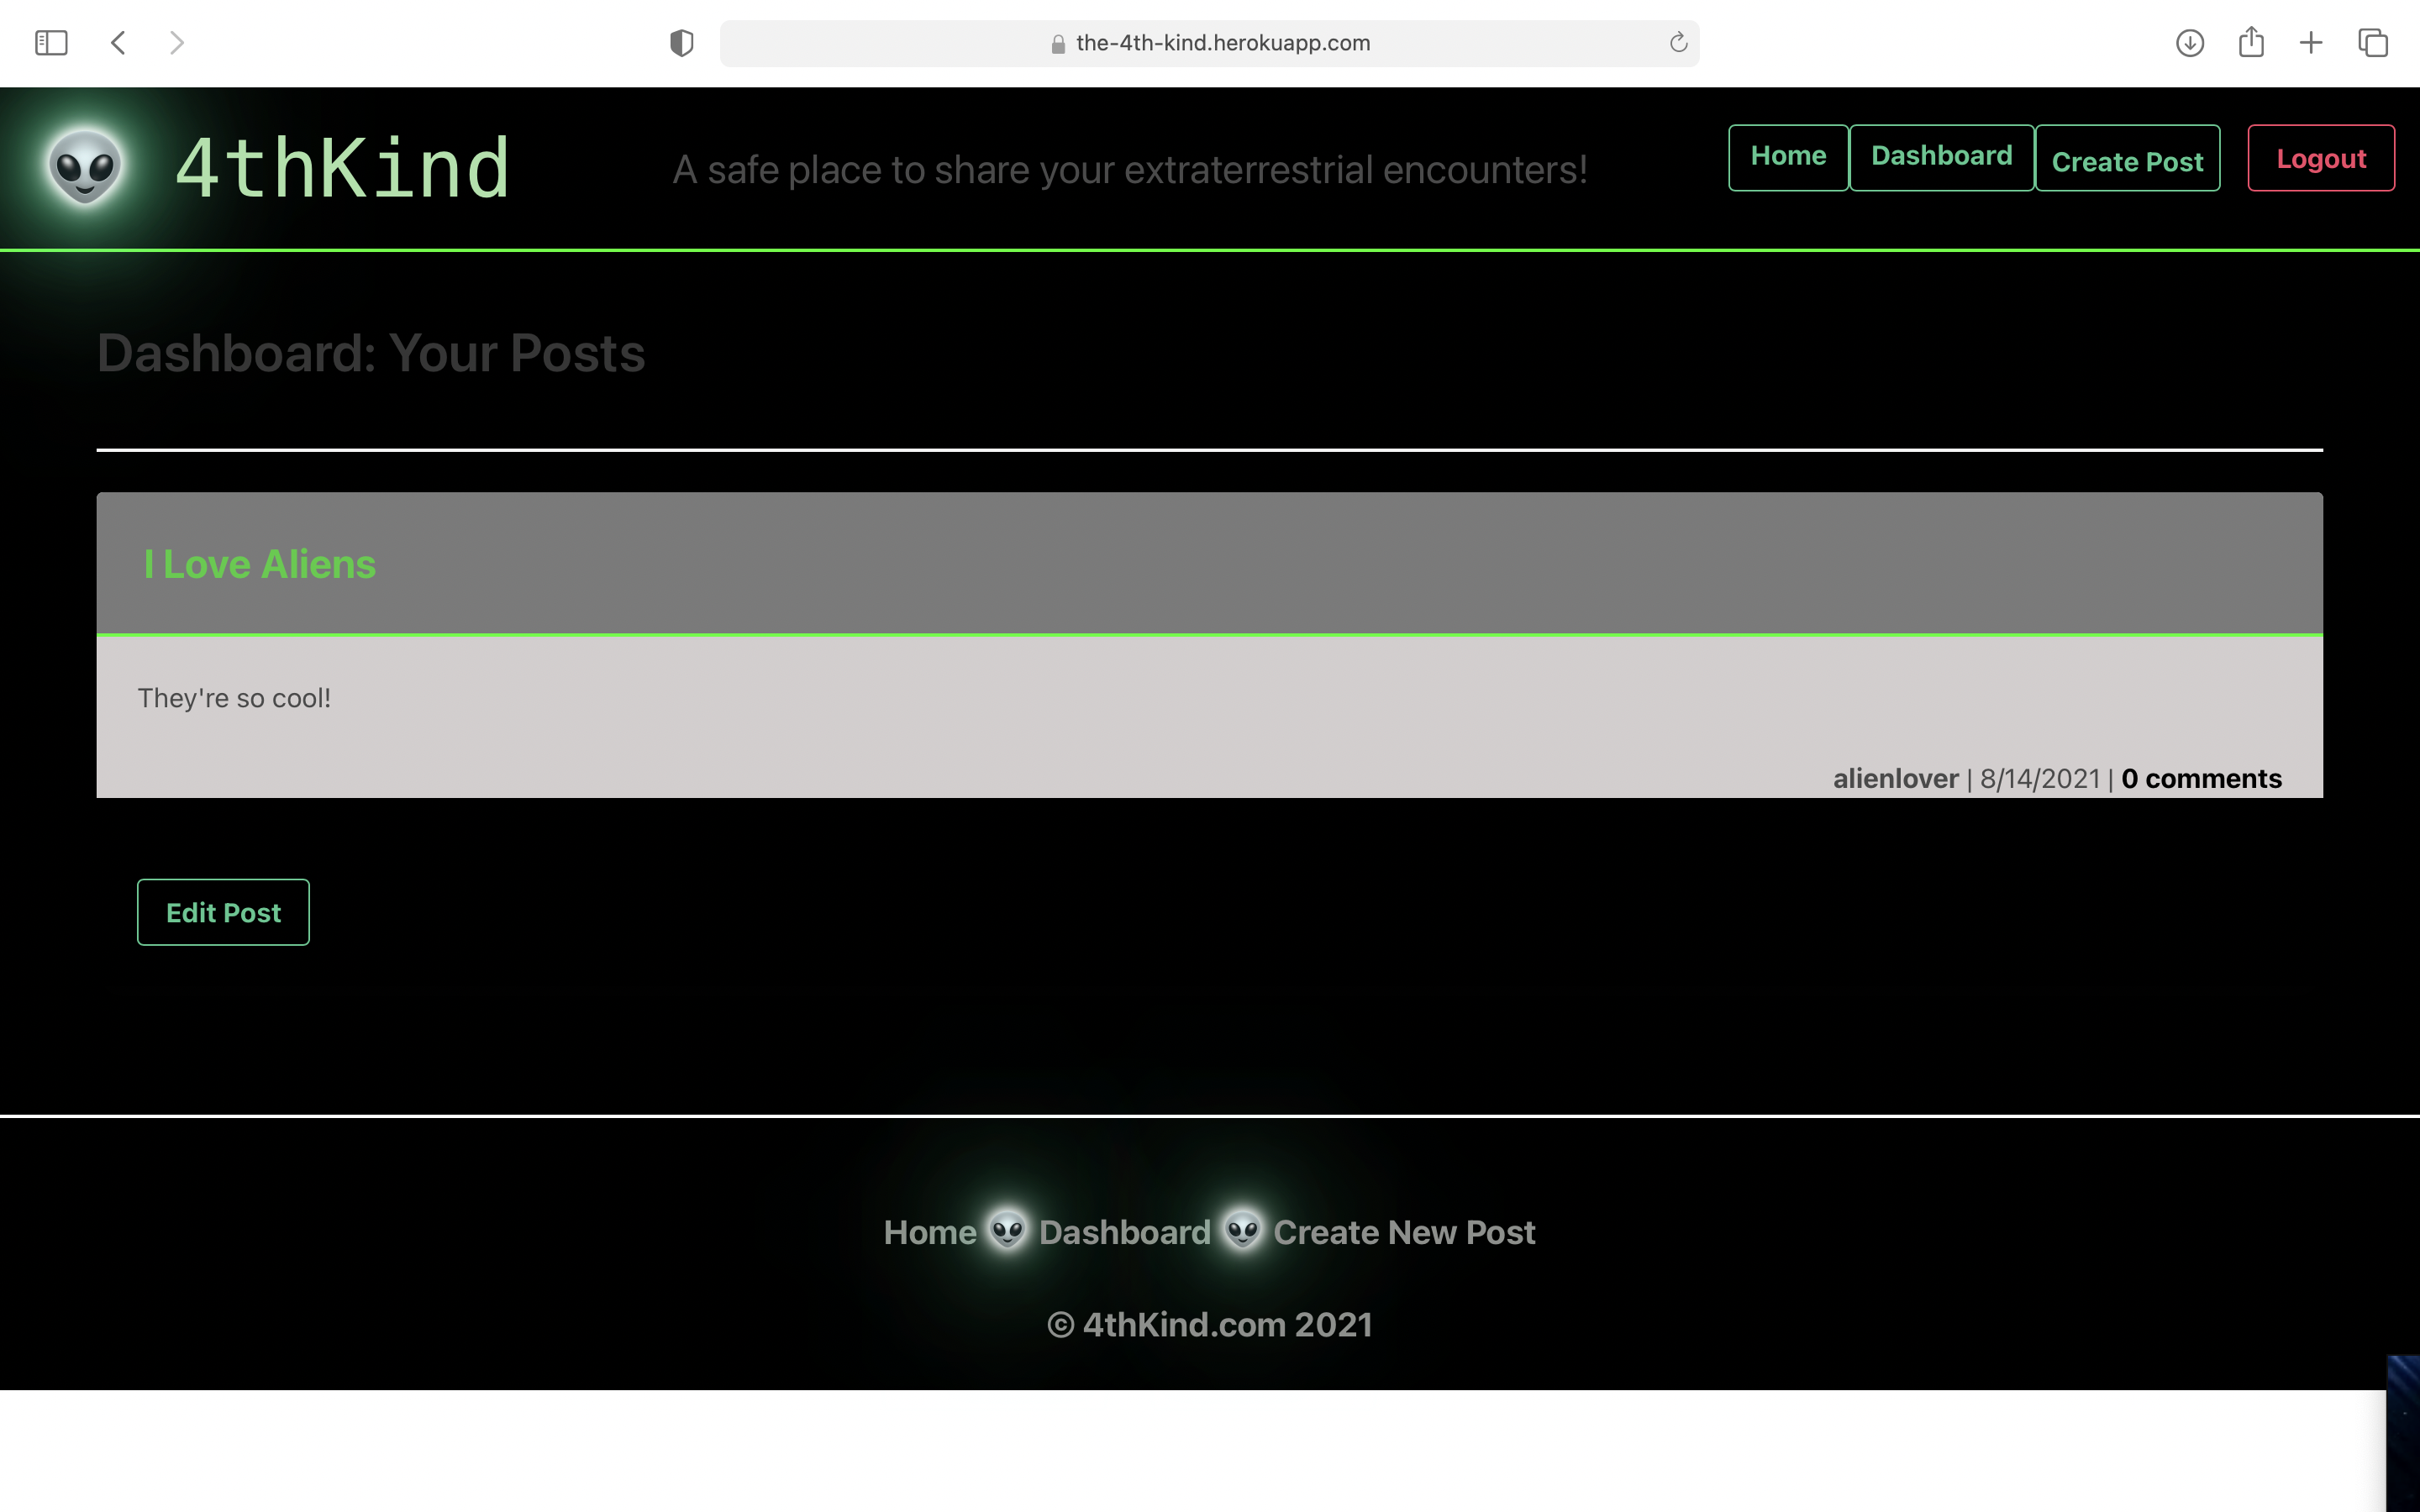 the-4th-kind.herokuapp.com
4thKind
A safe place to share your extraterrestrial encounters!
Home
Dashboard
Create Post
Logout
Dashboard: Your Posts
I Love Aliens
They're so cool!
alienlover | 8/14/2021 | 0 comments
Edit Post
Home 👽 Dashboard 👽 Create New Post
© 4thKind.com 2021